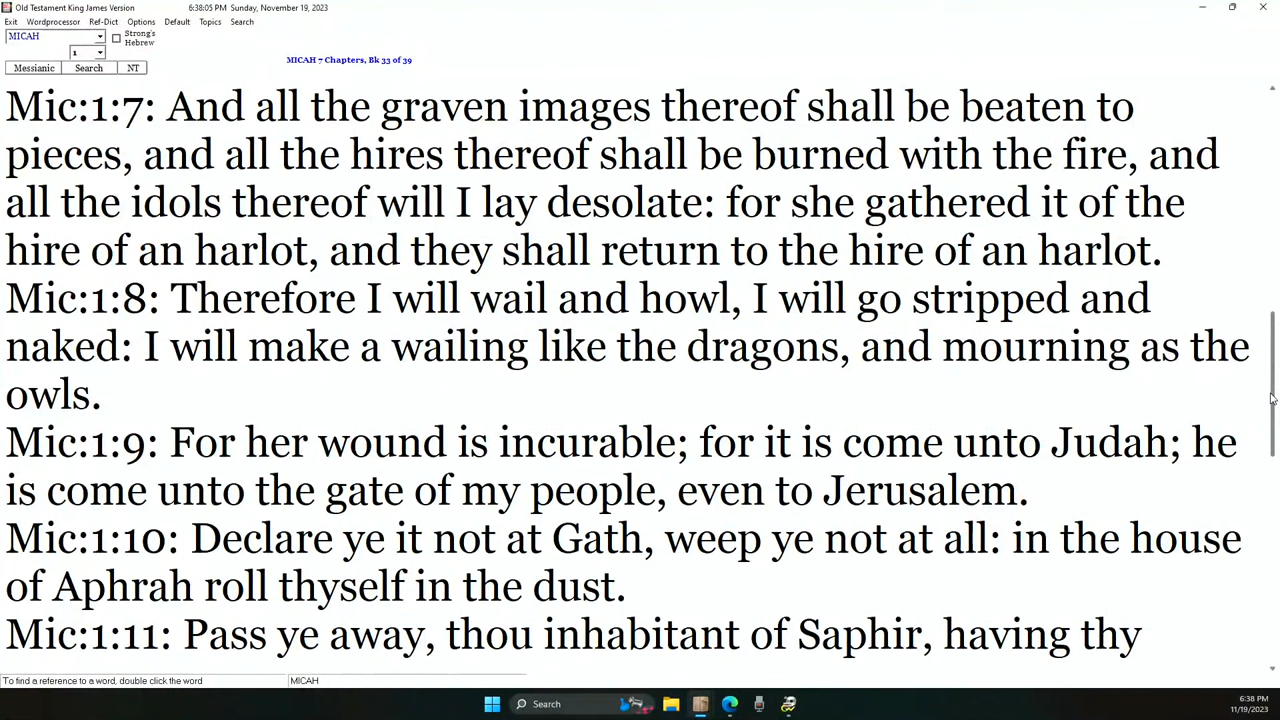 Old Testament King James Version 6:38:05 PM Sunday, November 19, 2023
Exit Wordprocessor Ref-Dict Options Default Topics Search
MICAH Strong's
Hebrew
1
MICAH 7 Chapters, Bk 33 of 39
Messianic Search NT
Mic:1:7: And all the graven images thereof shall be beaten to
pieces, and all the hires thereof shall be burned with the fire, and
all the idols thereof will I lay desolate: for she gathered it of the
hire of an harlot, and they shall return to the hire of an harlot.
Mic:1:8: Therefore I will wail and howl, I will go stripped and
naked: I will make a wailing like the dragons, and mourning as the
owls.
Mic:1:9: For her wound is incurable; for it is come unto Judah; he
is come unto the gate of my people, even to Jerusalem.
Mic:1:10: Declare ye it not at Gath, weep ye not at all: in the house
of Aphrah roll thyself in the dust.
Mic:1:11: Pass ye away, thou inhabitant of Saphir, having thy
To find a reference to a word, double click the word MICAH
Search
6:38 PM
11/19/2023